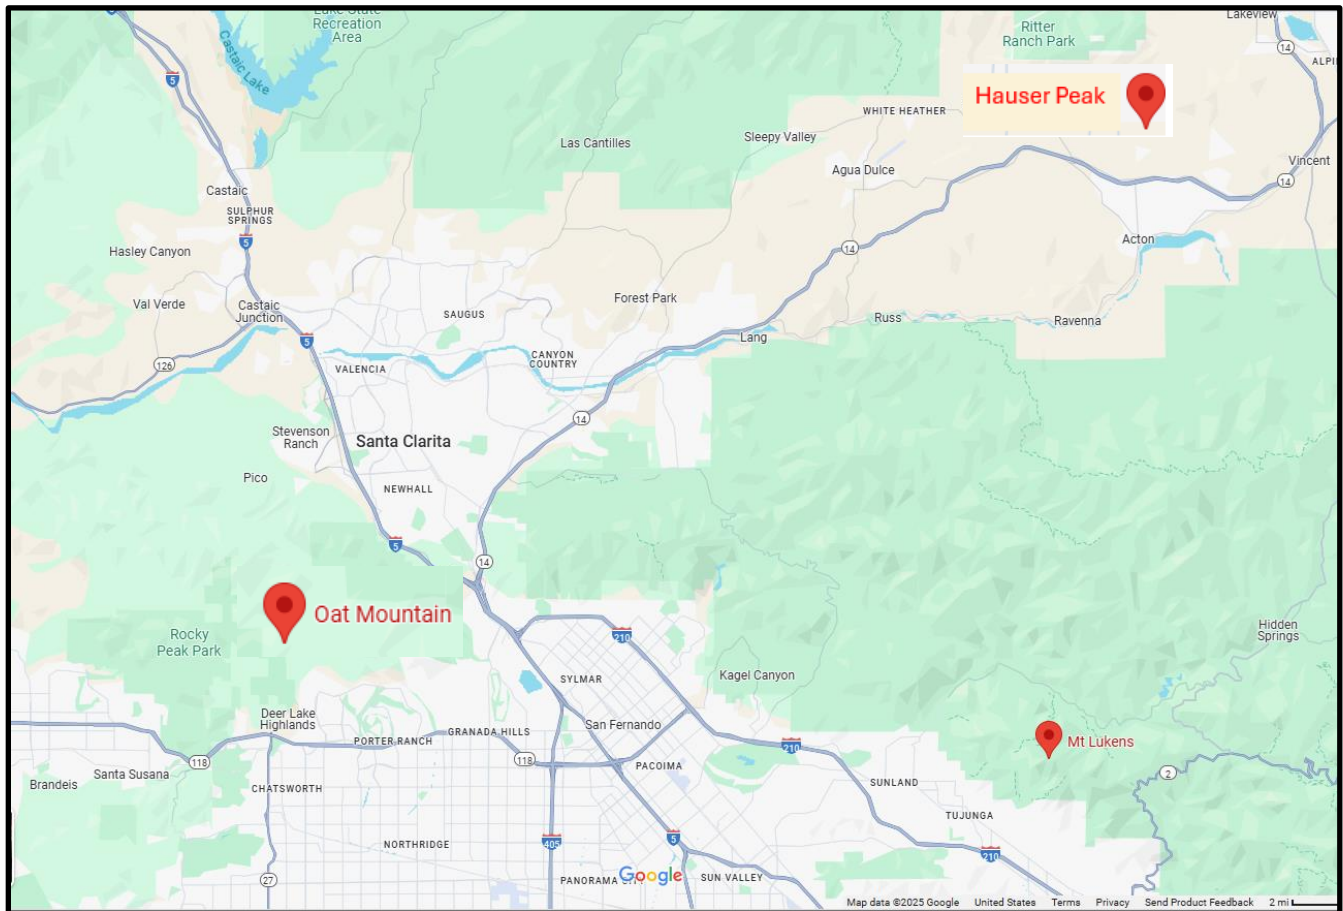 Lake State
Recreation
Area
Castaic Lake
5
Ritter
Ranch Park
Lakeview
14
Hauser Peak
WHITE HEATHER
Las Cantilles
Sleepy Valley
Agua Dulce
Vincent
14
Castaic
SULPHUR
SPRINGS
5
Hasley Canyon
14
Acton
Val Verde
Castaic
Junction
SAUGUS
Forest Park
Russ
Ravenna
5
Lang
126
VALENCIA
CANYON
COUNTRY
14
Stevenson
Ranch
Santa Clarita
Pico
NEWHALL
5
14
Oat Mountain
Rocky
Peak Park
210
Hidden
Springs
SYLMAR
Kagel Canyon
Deer Lake
Highlands
PORTER RANCH
GRANADA HILLS
San Fernando
210
Mt Lukens
118
118
PACOIMA
2
Brandeis
Santa Susana
CHATSWORTH
SUNLAND
TUJUNGA
NORTHRIDGE
405
5
210
27
PANORAMA
Google
SUN VALLEY
Map data ©2025 Google United States Terms Privacy Send Product Feedback 2 mi